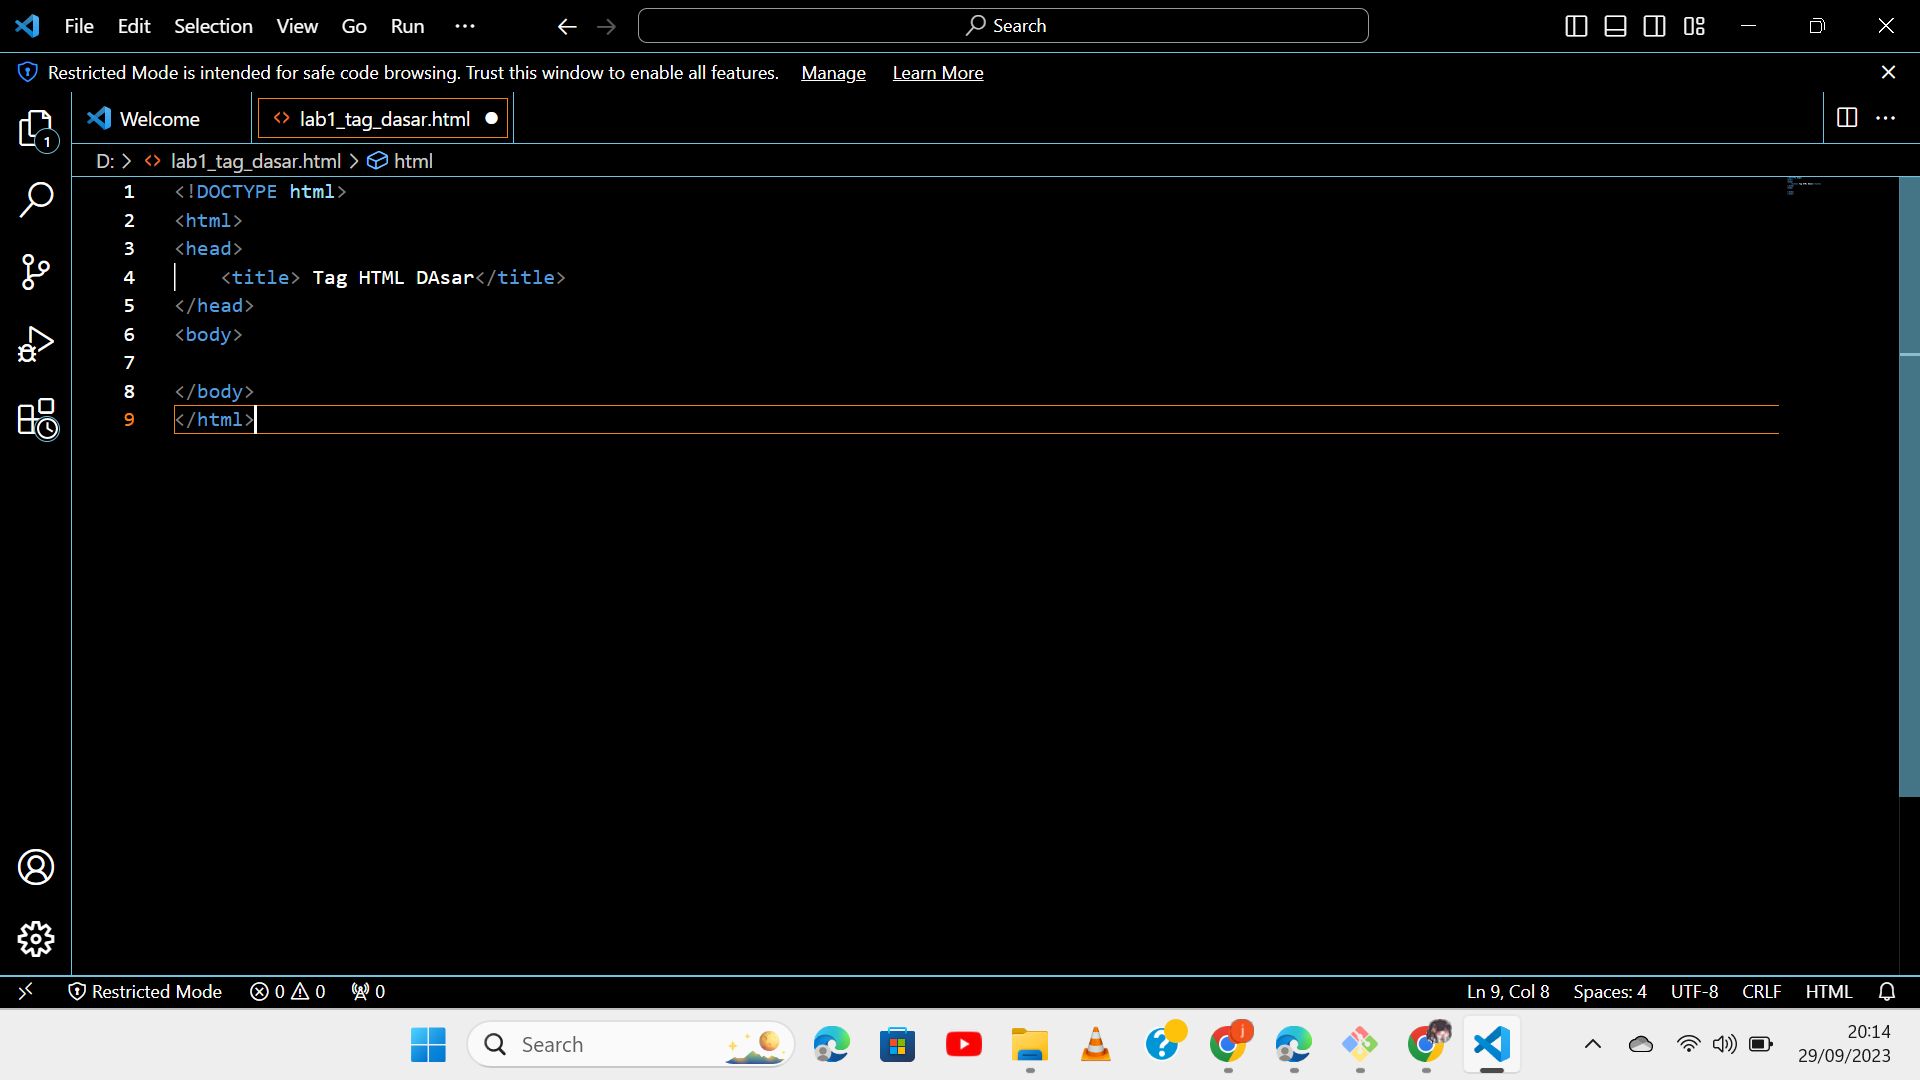 File Edit Selection View Go Run ··· Search
Restricted Mode is intended for safe code browsing. Trust this window to enable all features. Manage Learn More
Welcome lab1_tag_dasar.html
D: > lab1_tag_dasar.html > html
1 <!DOCTYPE html>
2 <html>
3 <head>
4     <title> Tag HTML DAsar</title>
5 </head>
6 <body>
7
8 </body>
9 </html>
1
Restricted Mode 0 0 0 Ln 9, Col 8 Spaces: 4 UTF-8 CRLF HTML
Search j 20:14
29/09/2023